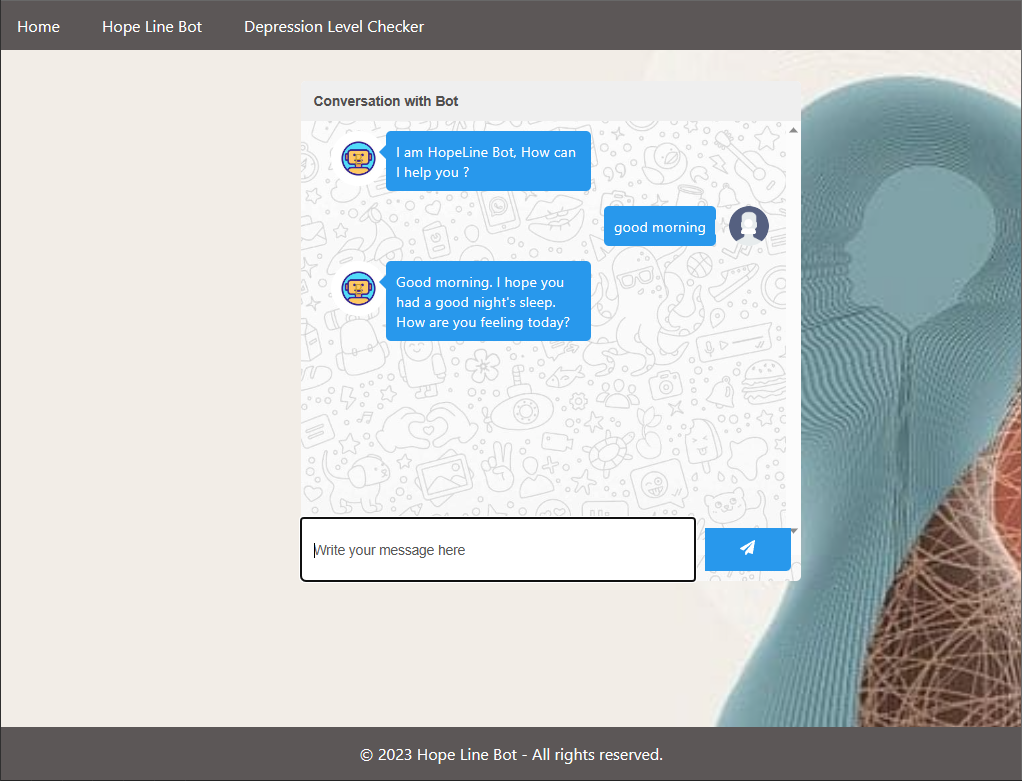 Home Hope Line Bot Depression Level Checker
Conversation with Bot
I am HopeLine Bot, How can
I help you ?
good morning
Good morning. I hope you
had a good night's sleep.
How are you feeling today?
Write your message here
© 2023 Hope Line Bot - All rights reserved.